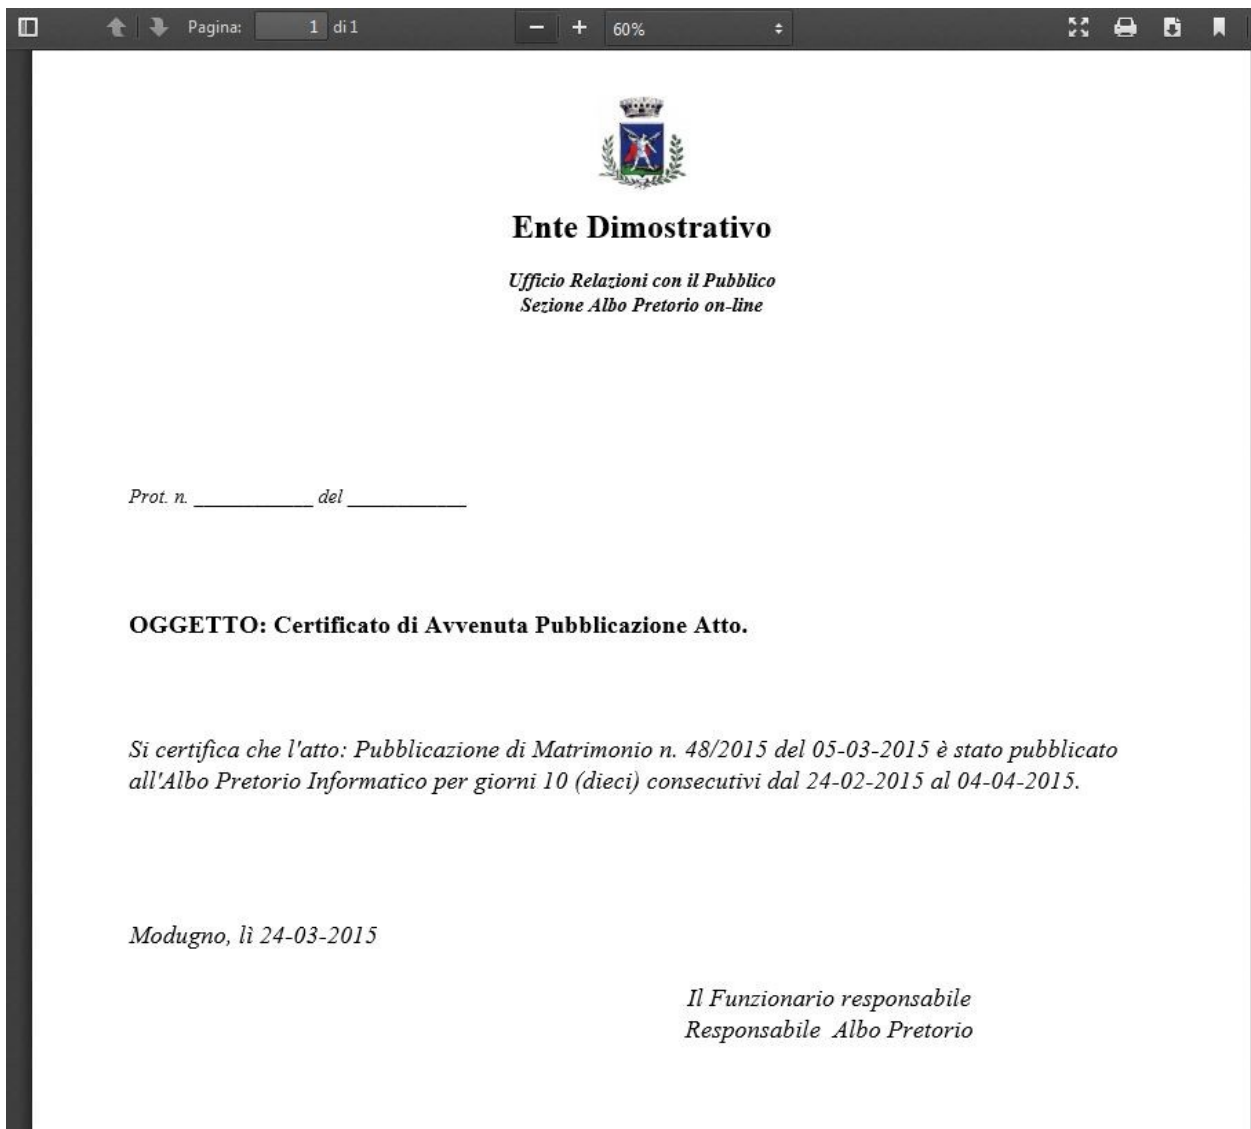 Pagina: 1 di 1 60%
Ente Dimostrativo
Ufficio Relazioni con il Pubblico
Sezione Albo Pretorio on-line
Prot. n. ____________ del ____________
OGGETTO: Certificato di Avvenuta Pubblicazione Atto.
Si certifica che l'atto: Pubblicazione di Matrimonio n. 48/2015 del 05-03-2015 è stato pubblicato
all'Albo Pretorio Informatico per giorni 10 (dieci) consecutivi dal 24-02-2015 al 04-04-2015.
Modugno, lì 24-03-2015
Il Funzionario responsabile
Responsabile Albo Pretorio